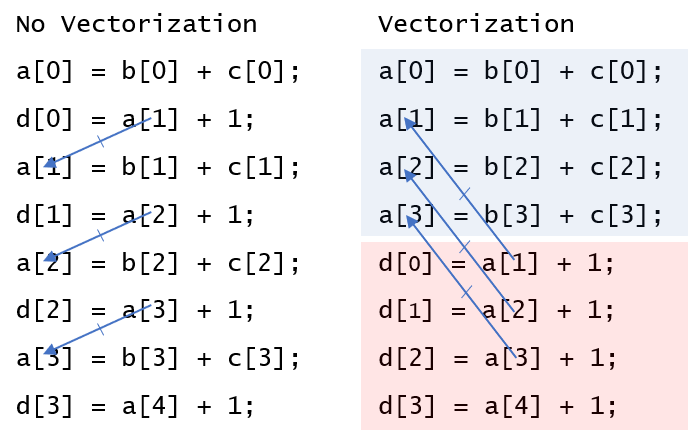 No Vectorization
a[0] = b[0] + c[0];
d[0] = a[1] + 1;
a[1] = b[1] + c[1];
d[1] = a[2] + 1;
a[2] = b[2] + c[2];
d[2] = a[3] + 1;
a[3] = b[3] + c[3];
d[3] = a[4] + 1;
Vectorization
a[0] = b[0] + c[0];
a[1] = b[1] + c[1];
a[2] = b[2] + c[2];
a[3] = b[3] + c[3];
d[0] = a[1] + 1;
d[1] = a[2] + 1;
d[2] = a[3] + 1;
d[3] = a[4] + 1;